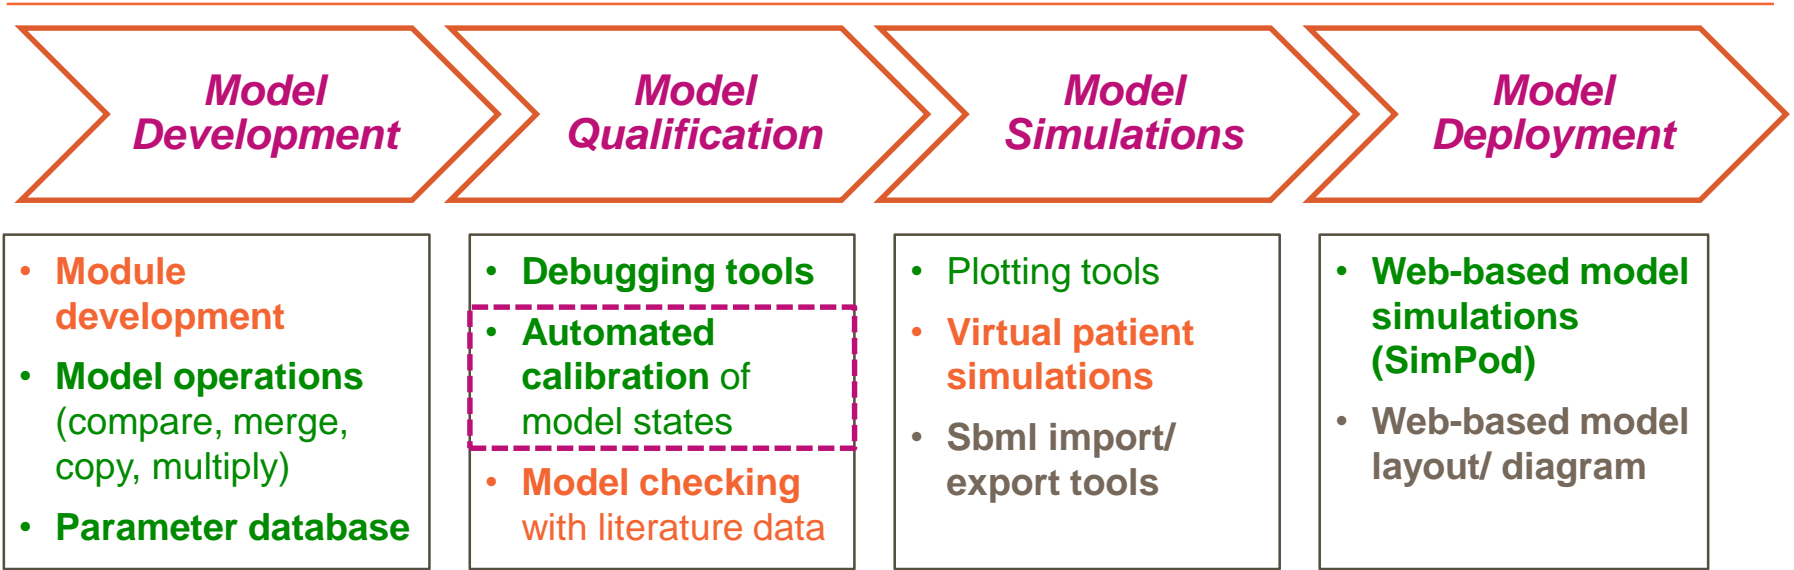 Model
Development
Model
Qualification
Model
Simulations
Model
Deployment
• Module
development
• Model operations
(compare, merge,
copy, multiply)
• Parameter database
• Debugging tools
• Automated
calibration of
model states
• Model checking
with literature data
• Plotting tools
• Virtual patient
simulations
• Sbml import/
export tools
• Web-based model
simulations
(SimPod)
• Web-based model
layout/ diagram